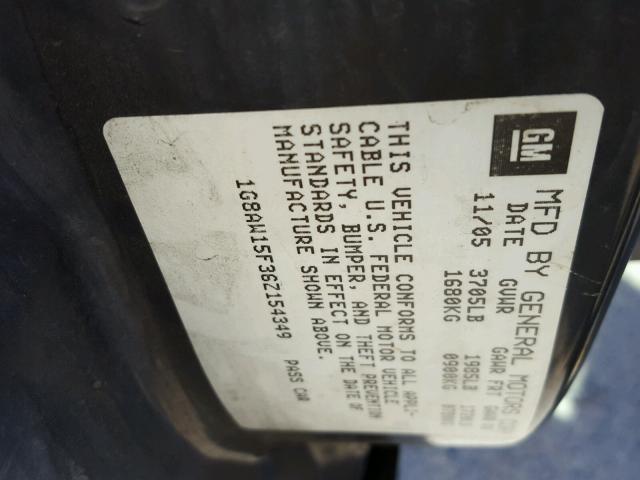 GM
MFD BY GENERAL MOTORS
DATE GVWR GAWR FRT
11/05 3705LB 1985LB
1680KG 0900KG
THIS VEHICLE CONFORMS TO ALL APPLI-
CABLE U.S. FEDERAL MOTOR VEHICLE
SAFETY, BUMPER, AND THEFT PREVENTION
STANDARDS IN EFFECT ON THE DATE OF
MANUFACTURE SHOWN ABOVE.
1G8AW15F36Z154349 PASS CAR